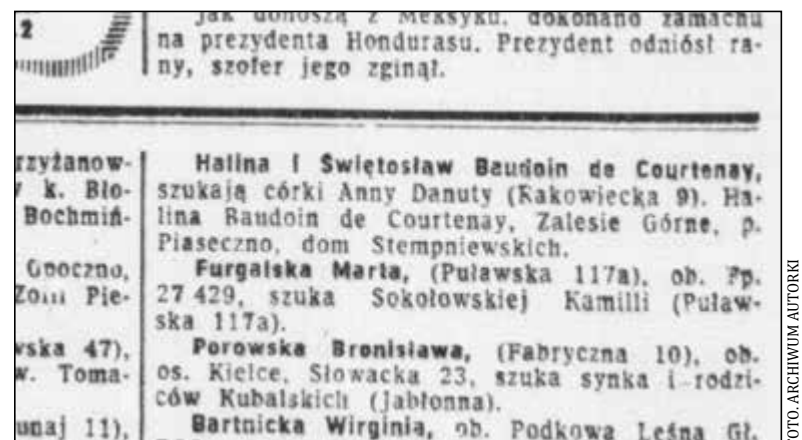 12
jak donoszą z Meksyku, dokonano zamachu
na prezydenta Hondurasu. Prezydent odniósł ra-
ny, szofer jego zginął.
rzyżanow-
k. Bło-
Bochmiń-
Opoczno,
Pie-
wska 47),
w. Toma-
unaj 11),
Halina i Świętosław Baudoin de Courtenay,
szukają córki Anny Danuty (Rakowiecka 9). Ha-
lina Baudoin de Courtenay, Zalesie Górne, p.
Piaseczno, dom Stempniewskich.
Furgalska Marta, (Puławska 117a), ob. Pp.
27 429, szuka Sokołowskiej Kamilli (Puław-
ska 117a).
Porowska Bronisława, (Fabryczna 10), ob.
os. Kielce, Słowacka 23, szuka synka i rodzi-
ców Kubalskich (Jabłonna).
Bartnicka Wirginia, ob. Podkowa Leśna Gł.
FOTO. ARCHIWUM AUTORKI